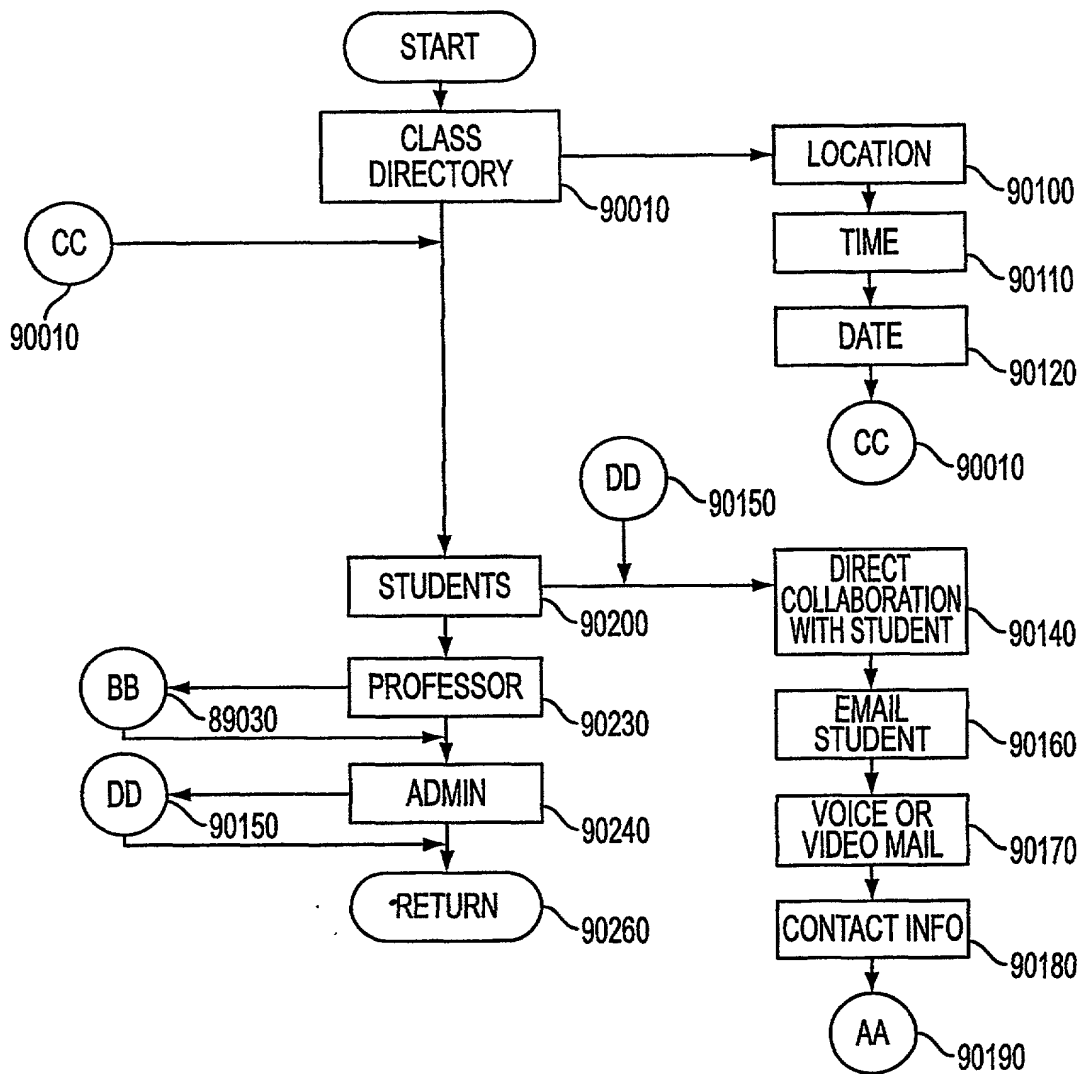 START
CLASS
DIRECTORY
90010
LOCATION
90100
TIME
90110
DATE
90120
CC
90010
CC
90010
DD
90150
STUDENTS
90200
DIRECT
COLLABORATION
WITH STUDENT
90140
PROFESSOR
90230
BB
89030
EMAIL
STUDENT
90160
ADMIN
90240
DD
90150
VOICE OR
VIDEO MAIL
90170
RETURN
90260
CONTACT INFO
90180
AA
90190